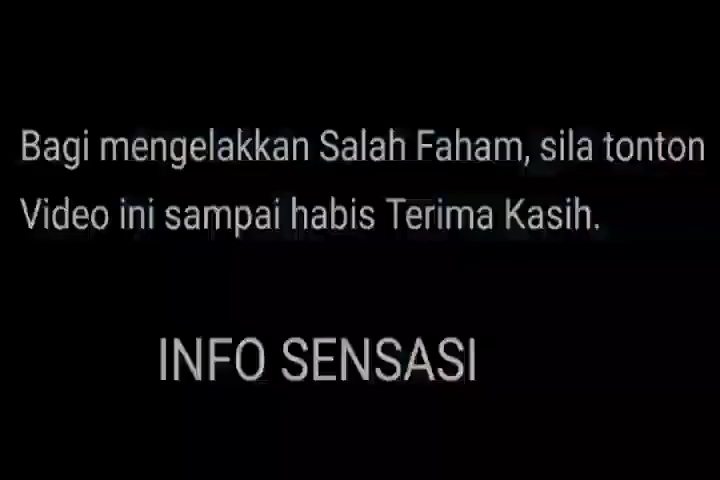 Bagi mengelakkan Salah Faham, sila tonton
Video ini sampai habis Terima Kasih.
INFO SENSASI